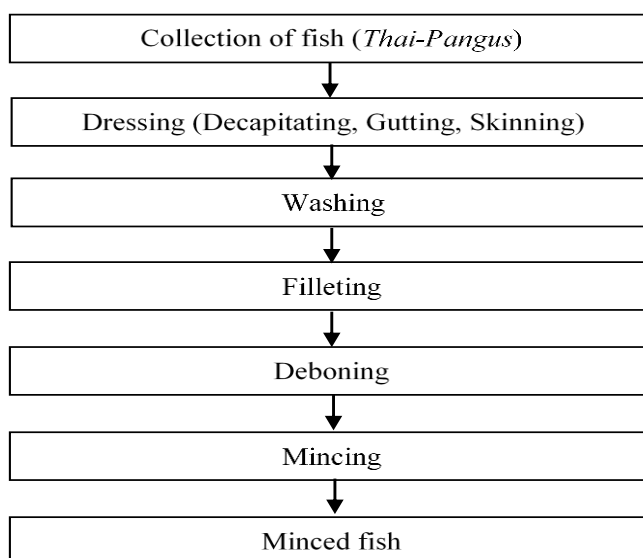 Collection of fish (Thai-Pangus)
Dressing (Decapitating, Gutting, Skinning)
Washing
Filleting
Deboning
Mincing
Minced fish